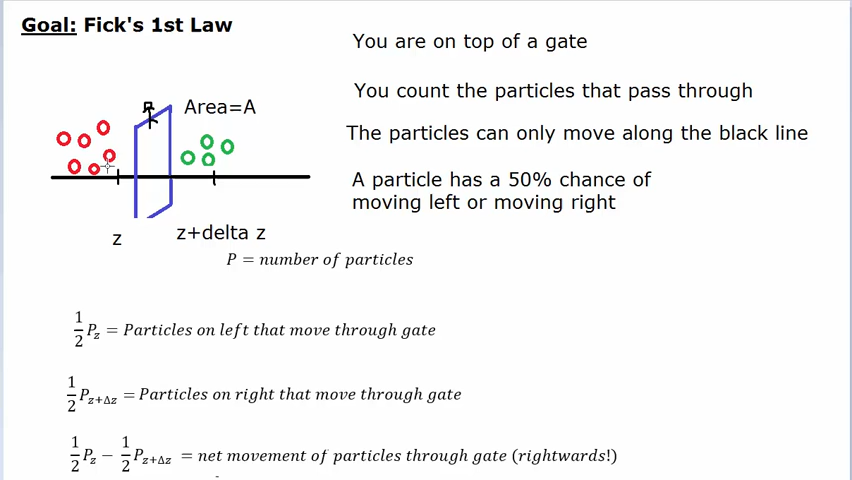 Goal: Fick's 1st Law
You are on top of a gate
You count the particles that pass through
Area=A
The particles can only move along the black line
A particle has a 50% chance of
moving left or moving right
z
z+delta z
P = number of particles
1/2 P_z = Particles on left that move through gate
1/2 P_{z+Δz} = Particles on right that move through gate
1/2 P_z − 1/2 P_{z+Δz} = net movement of particles through gate (rightwards!)